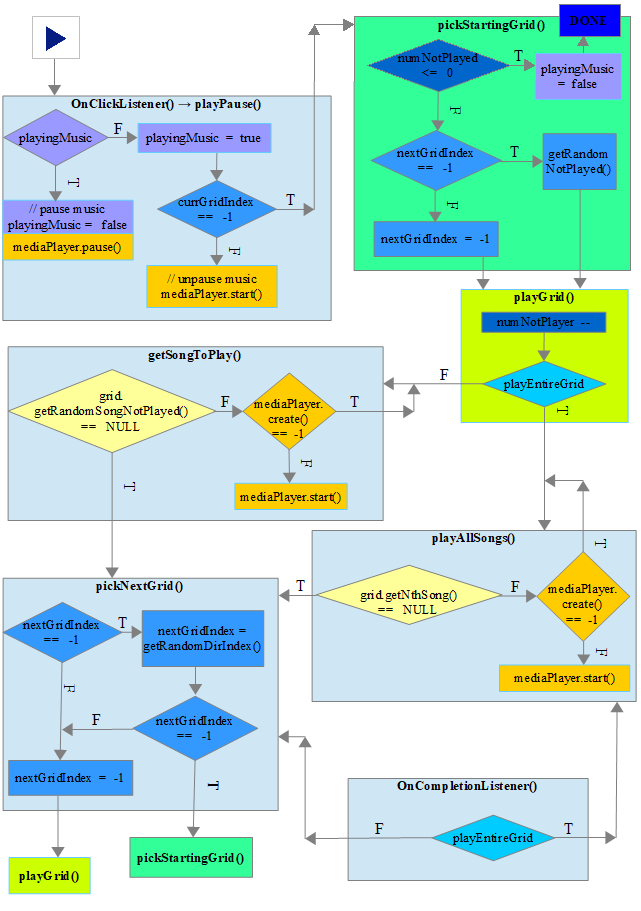 DONE
pickStartingGrid()
numNotPlayed
<= 0
T
playingMusic
= false
F
nextGridIndex
== -1
T
getRandom
NotPlayed()
F
nextGridIndex = -1
OnClickListener() → playPause()
playingMusic
F
playingMusic = true
T
// pause music
playingMusic = false
mediaPlayer.pause()
currGridIndex
== -1
T
F
// unpause music
mediaPlayer.start()
playGrid()
numNotPlayer --
playEntireGrid
F
T
getSongToPlay()
grid.
getRandomSongNotPlayed()
== NULL
F
mediaPlayer.
create()
== -1
T
F
mediaPlayer.start()
T
playAllSongs()
grid.getNthSong()
== NULL
T
F
mediaPlayer.
create()
== -1
T
F
mediaPlayer.start()
pickNextGrid()
nextGridIndex
== -1
T
nextGridIndex =
getRandomDirIndex()
F
nextGridIndex
== -1
F
T
nextGridIndex = -1
playGrid()
pickStartingGrid()
OnCompletionListener()
playEntireGrid
F
T